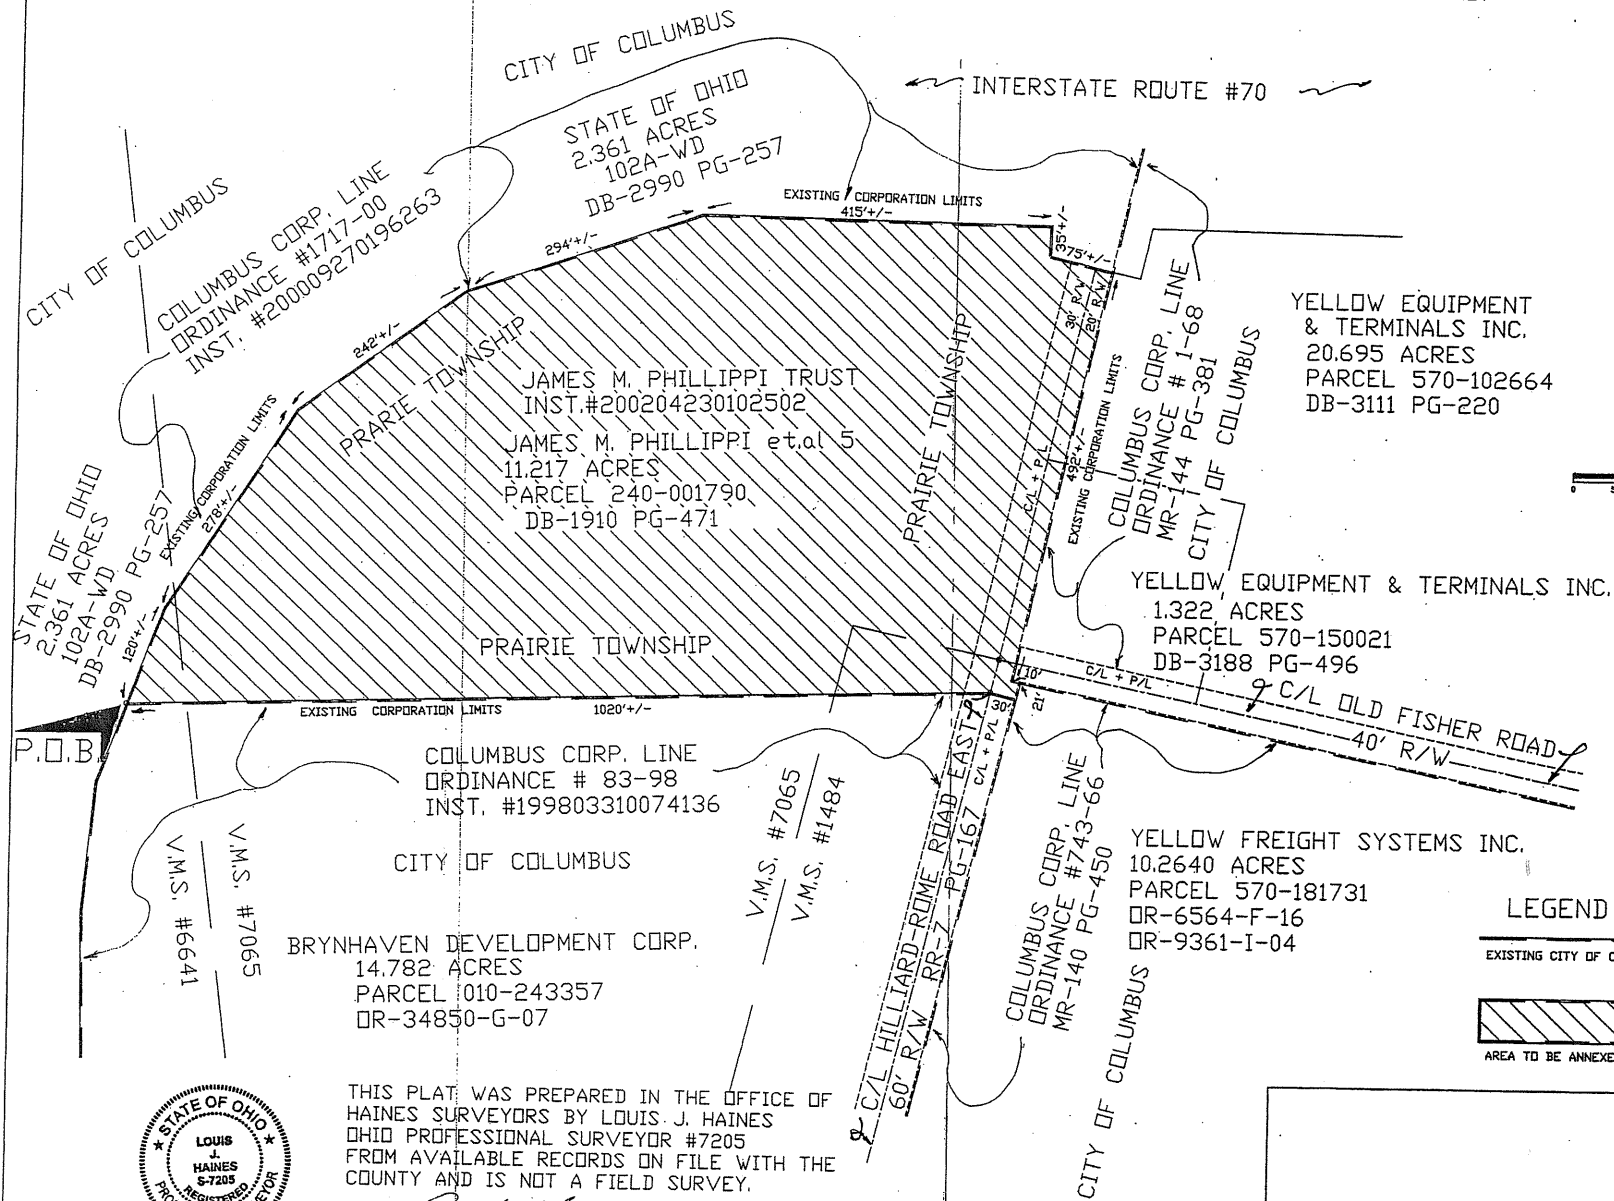 CITY OF COLUMBUS
INTERSTATE ROUTE #70
STATE OF OHIO
2.361 ACRES
102A-WD
DB-2990 PG-257
CITY OF COLUMBUS
COLUMBUS CORP. LINE
ORDINANCE #1717-00
INST. #200009270196263
EXISTING CORPORATION LIMITS
415'+/-
294'+/-
35'+/-
75'+/-
30' R/W
20' R/W
242'+/-
PRARIE TOWNSHIP
JAMES M. PHILLIPPI TRUST
INST.#200204230102502
JAMES M. PHILLIPPI et.al 5
11.217 ACRES
PARCEL 240-001790
DB-1910 PG-471
PRAIRIE TOWNSHIP
C/L + P/L
492'+/-
EXISTING CORPORATION LIMITS
COLUMBUS CORP. LINE
ORDINANCE # 1-68
MR-144 PG-381
CITY OF COLUMBUS
YELLOW EQUIPMENT
& TERMINALS INC.
20.695 ACRES
PARCEL 570-102664
DB-3111 PG-220
0
EXISTING CORPORATION LIMITS
278'+/-
STATE OF OHIO
2.361 ACRES
102A-WD
DB-2990 PG-257
120'+/-
PRAIRIE TOWNSHIP
YELLOW EQUIPMENT & TERMINALS INC.
1.322 ACRES
PARCEL 570-150021
DB-3188 PG-496
C/L + P/L
10'
21'
30'
C/L OLD FISHER ROAD
40' R/W
P.O.B.
EXISTING CORPORATION LIMITS
1020'+/-
COLUMBUS CORP. LINE
ORDINANCE # 83-98
INST. #199803310074136
CITY OF COLUMBUS
V.M.S. #6641
V.M.S. #7065
V.M.S. #7065
V.M.S. #1484
C/L HILLIARD-ROME ROAD EAST
60' R/W RR-7 PG-167 C/L + P/L
COLUMBUS CORP. LINE
ORDINANCE #743-66
MR-140 PG-450
CITY OF COLUMBUS
YELLOW FREIGHT SYSTEMS INC.
10.2640 ACRES
PARCEL 570-181731
OR-6564-F-16
OR-9361-I-04
BRYNHAVEN DEVELOPMENT CORP.
14.782 ACRES
PARCEL 010-243357
OR-34850-G-07
LEGEND
EXISTING CITY OF C
AREA TO BE ANNEXE
THIS PLAT WAS PREPARED IN THE OFFICE OF
HAINES SURVEYORS BY LOUIS J. HAINES
OHIO PROFESSIONAL SURVEYOR #7205
FROM AVAILABLE RECORDS ON FILE WITH THE
COUNTY AND IS NOT A FIELD SURVEY.
STATE OF OHIO
LOUIS
J.
HAINES
S-7205
REGISTERED